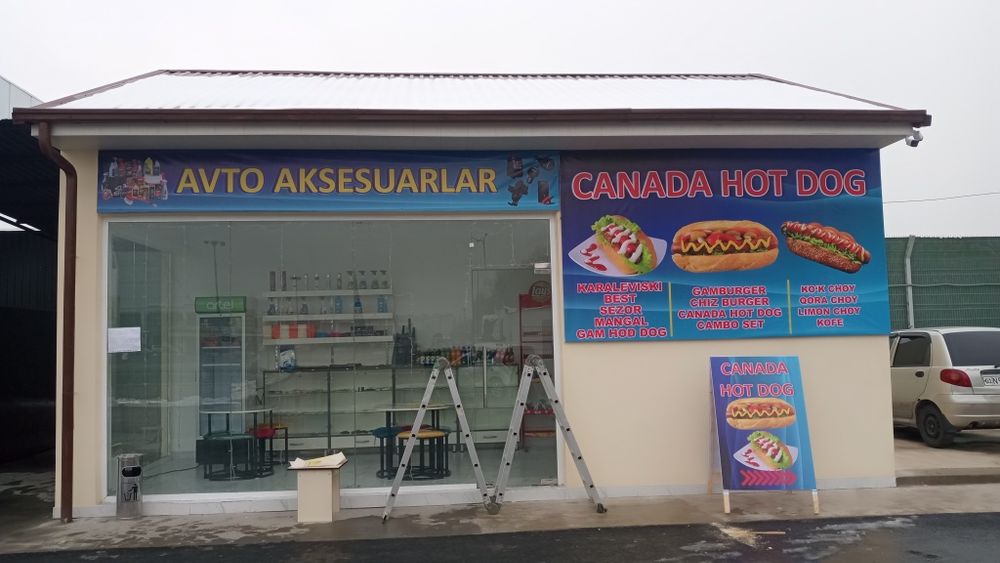 AVTO AKSESUARLAR
CANADA HOT DOG
KARALEVISKI
BEST
SEZOR
MANGAL
GAM HOD DOG
GAMBURGER
CHIZ BURGER
CANADA HOT DOG
CAMBO SET
KO'K CHOY
QORA CHOY
LIMON CHOY
KOFE
artel
Lay's
CANADA
HOT DOG